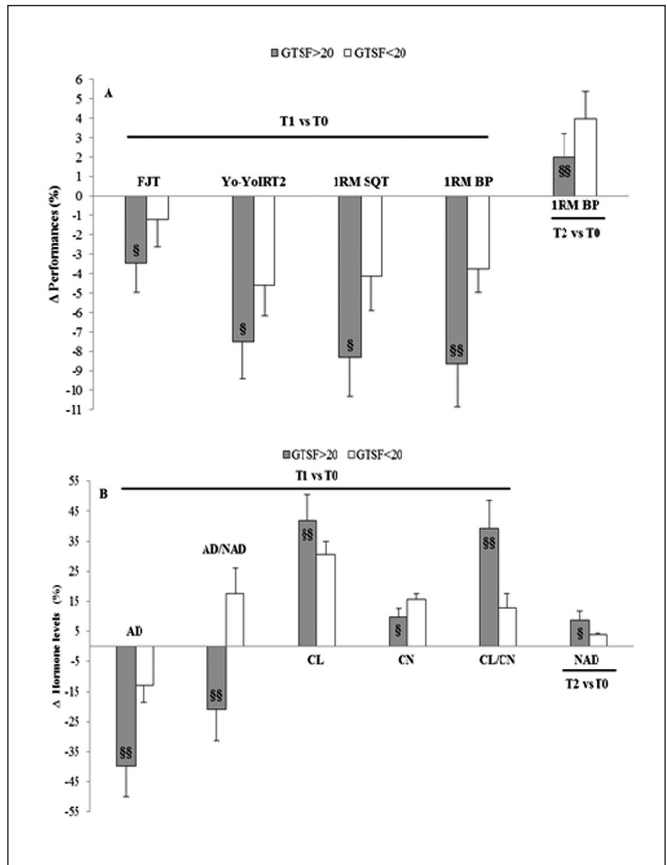 GTSF>20 GTSF<20
A
T1 vs T0
FJT Yo-YoIRT2 1RM SQT 1RM BP
1RM BP
T2 vs T0
Δ Performances (%)
6
5
4
3
2
1
0
-1
-2
-3
-4
-5
-6
-7
-8
-9
-10
-11
§ § § §§ §§
GTSF>20 GTSF<20
T1 vs T0
B
AD/NAD
AD
CL CN CL/CN NAD
T2 vs T0
Δ Hormone levels (%)
55
45
35
25
15
5
-5
-15
-25
-35
-45
-55
§§ §§ §§ § §§ §